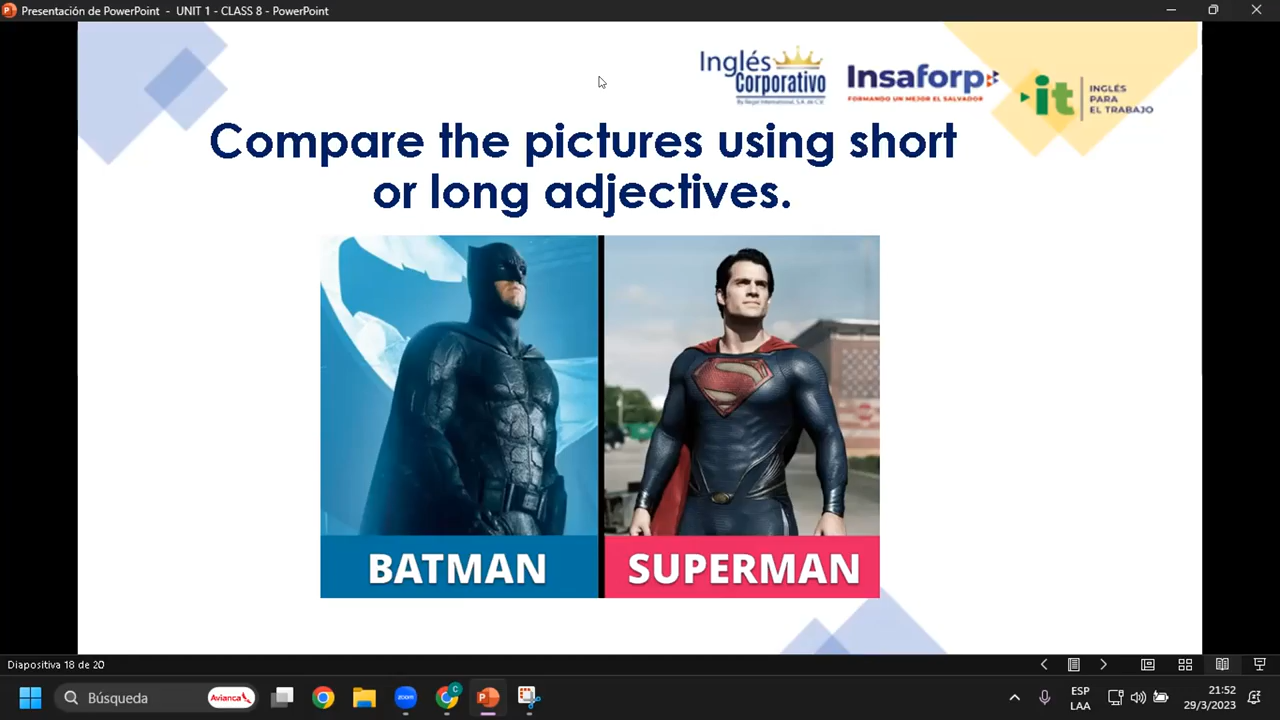 Presentación de PowerPoint - UNIT 1 - CLASS 8 - PowerPoint
Inglés
Corporativo
Insaforp
FORMANDO UN MEJOR EL SALVADOR
it
INGLÉS
PARA
EL TRABAJO
Compare the pictures using short
or long adjectives.
BATMAN
SUPERMAN
Diapositiva 18 de 20
Búsqueda
Avianca
zoom
C
ESP
LAA
21:52
29/3/2023